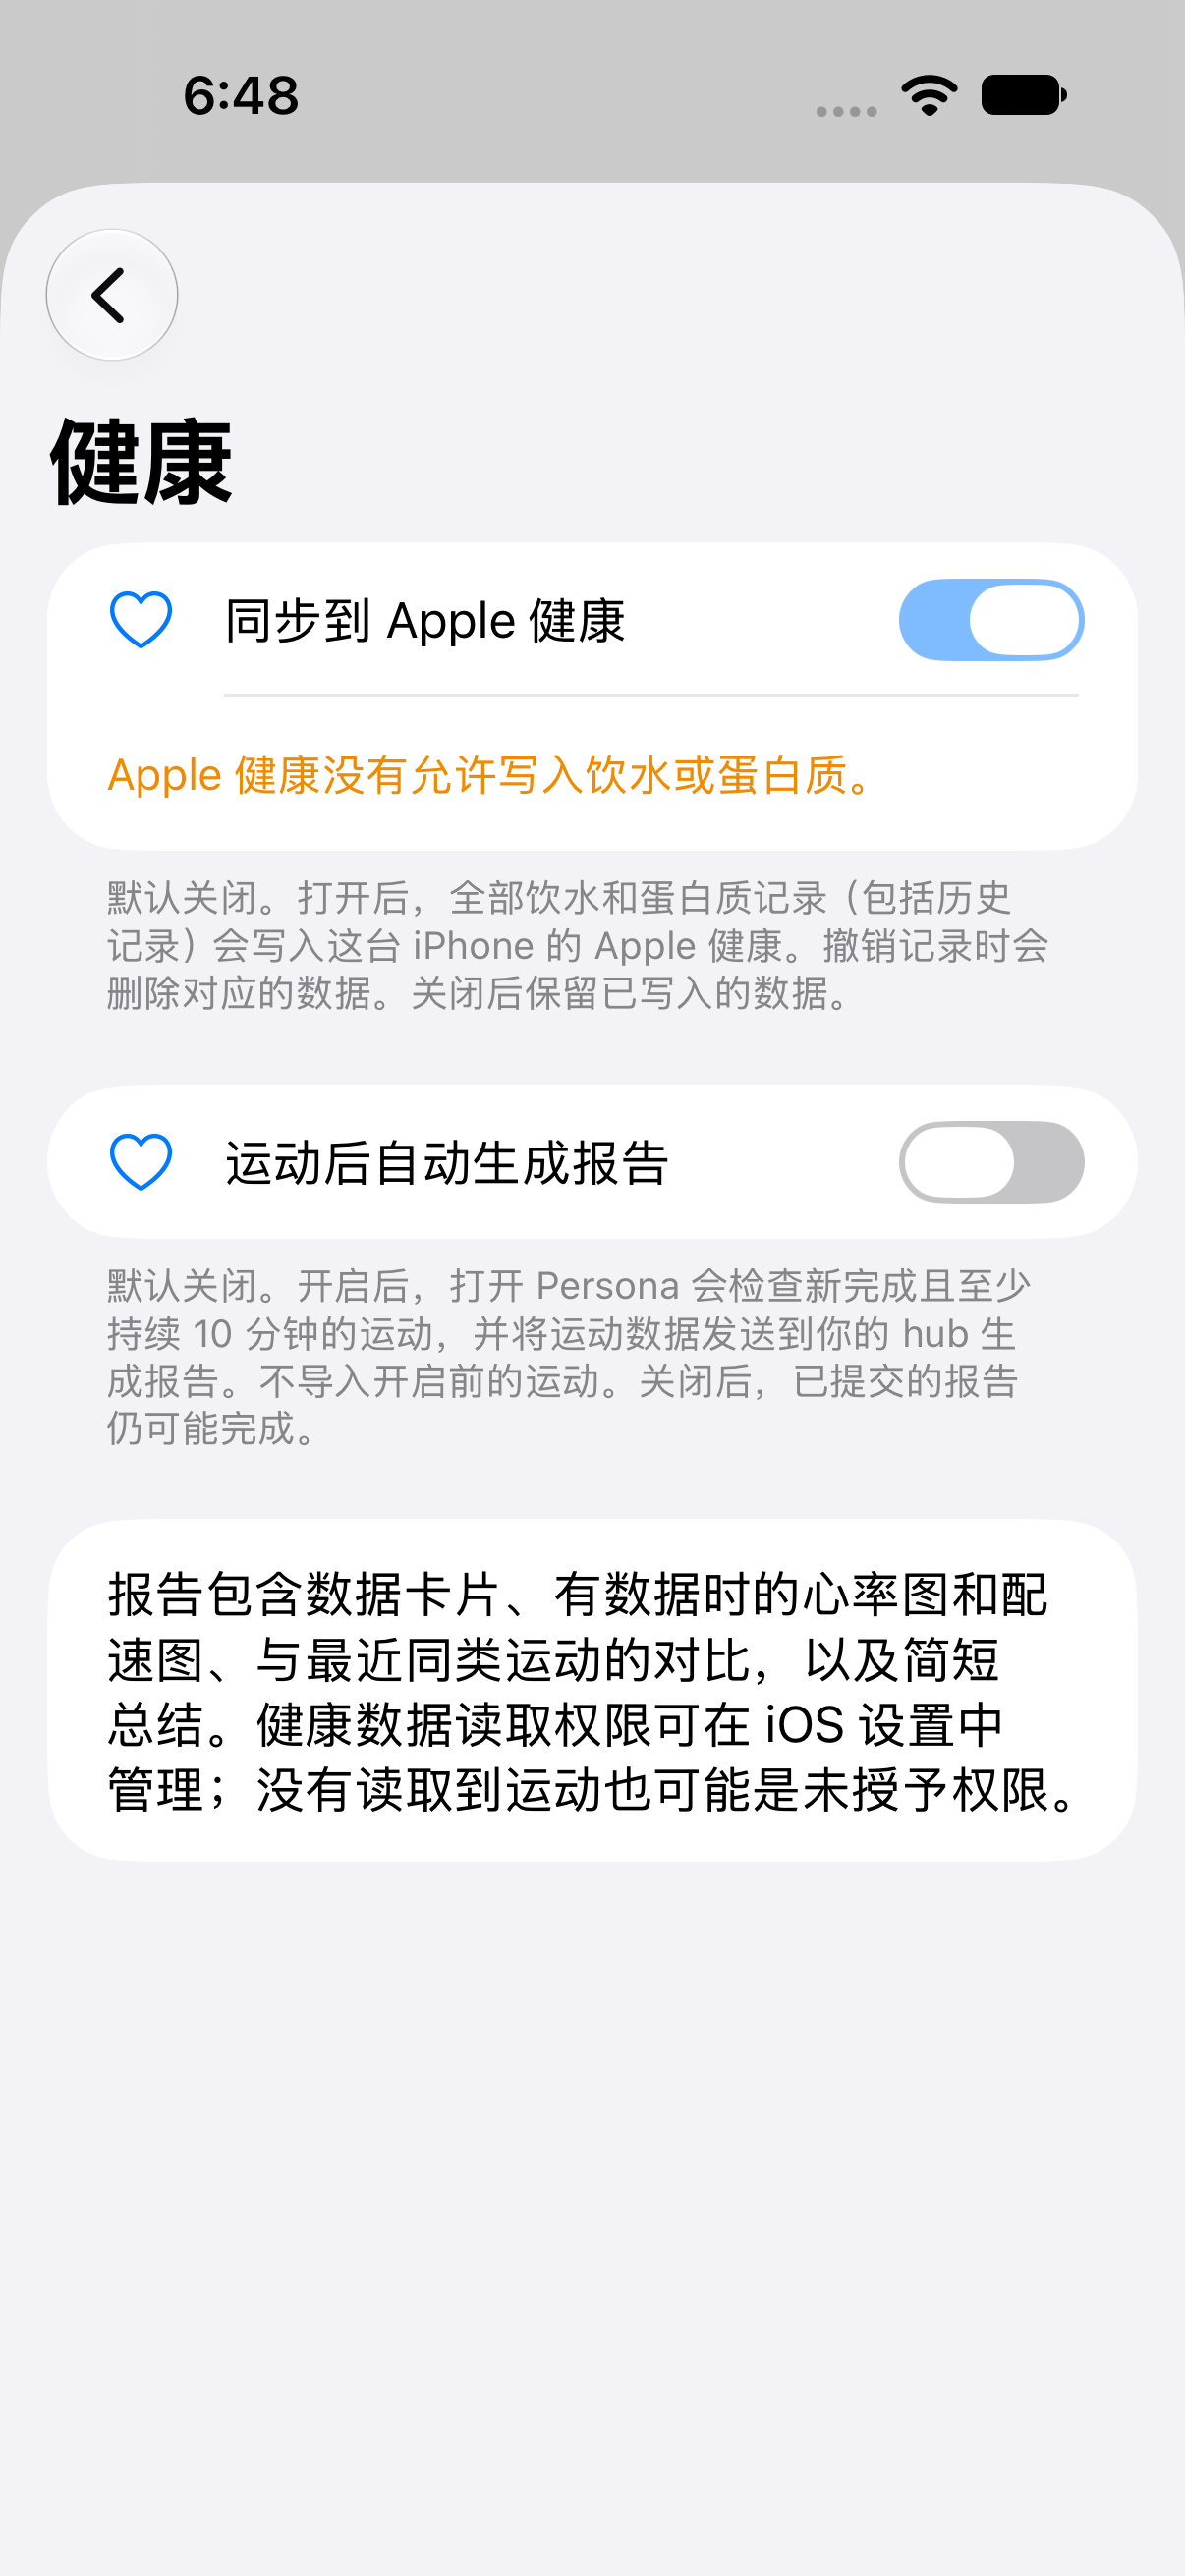 6:48
健康
同步到 Apple 健康
Apple 健康没有允许写入饮水或蛋白质。
默认关闭。打开后，全部饮水和蛋白质记录（包括历史
记录）会写入这台 iPhone 的 Apple 健康。撤销记录时会
删除对应的数据。关闭后保留已写入的数据。
运动后自动生成报告
默认关闭。开启后，打开 Persona 会检查新完成且至少
持续 10 分钟的运动，并将运动数据发送到你的 hub 生
成报告。不导入开启前的运动。关闭后，已提交的报告
仍可能完成。
报告包含数据卡片、有数据时的心率图和配
速图、与最近同类运动的对比，以及简短
总结。健康数据读取权限可在 iOS 设置中
管理；没有读取到运动也可能是未授予权限。